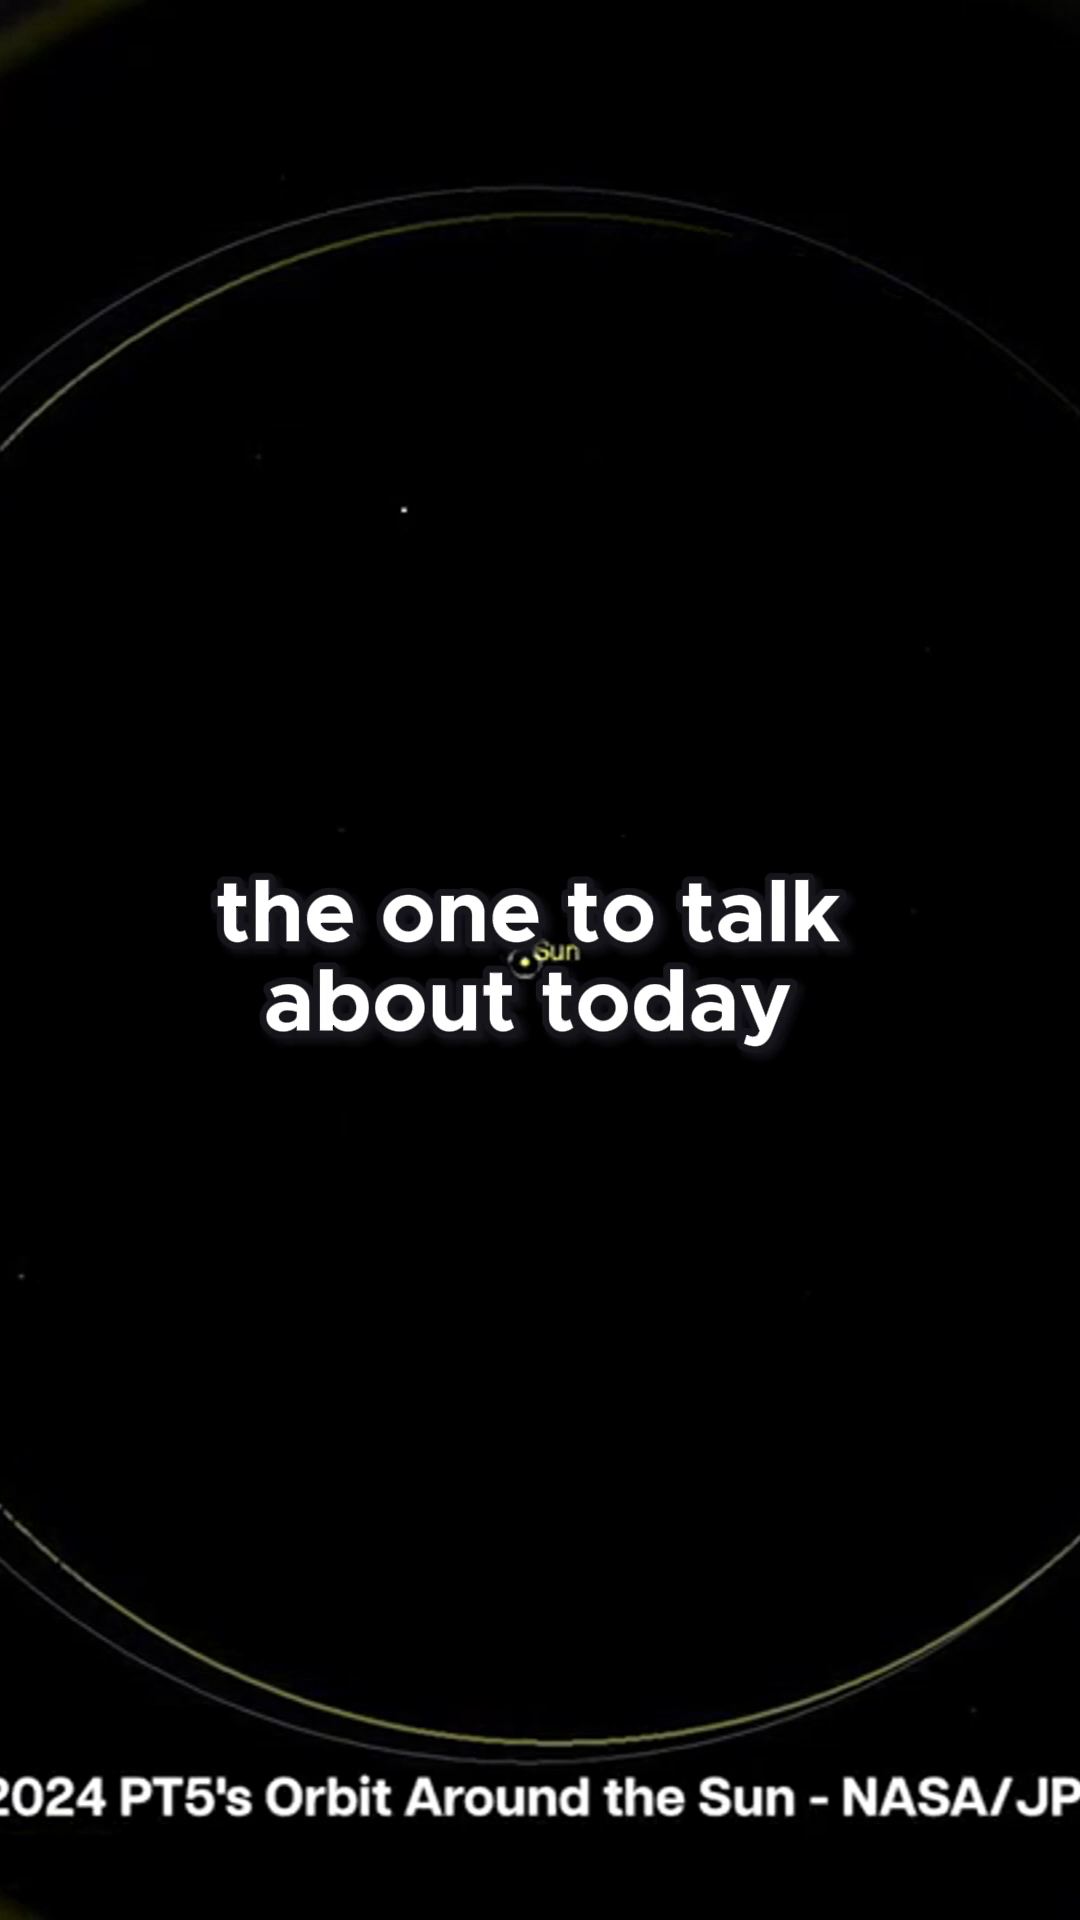 the one to talk
Sun
about today
2024 PT5's Orbit Around the Sun - NASA/JP